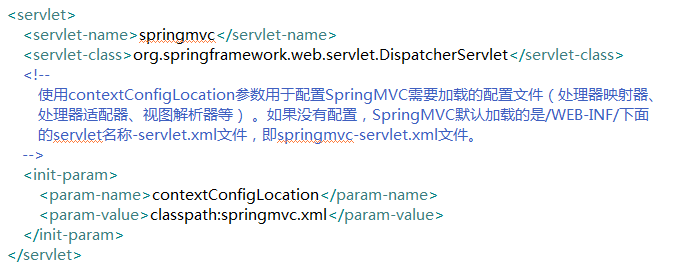 <servlet>
<servlet-name>springmvc</servlet-name>
<servlet-class>org.springframework.web.servlet.DispatcherServlet</servlet-class>
<!--
使用contextConfigLocation参数用于配置SpringMVC需要加载的配置文件（处理器映射器、
处理器适配器、视图解析器等）。如果没有配置，SpringMVC默认加载的是/WEB-INF/下面
的servlet名称-servlet.xml文件，即springmvc-servlet.xml文件。
-->
<init-param>
<param-name>contextConfigLocation</param-name>
<param-value>classpath:springmvc.xml</param-value>
</init-param>
</servlet>